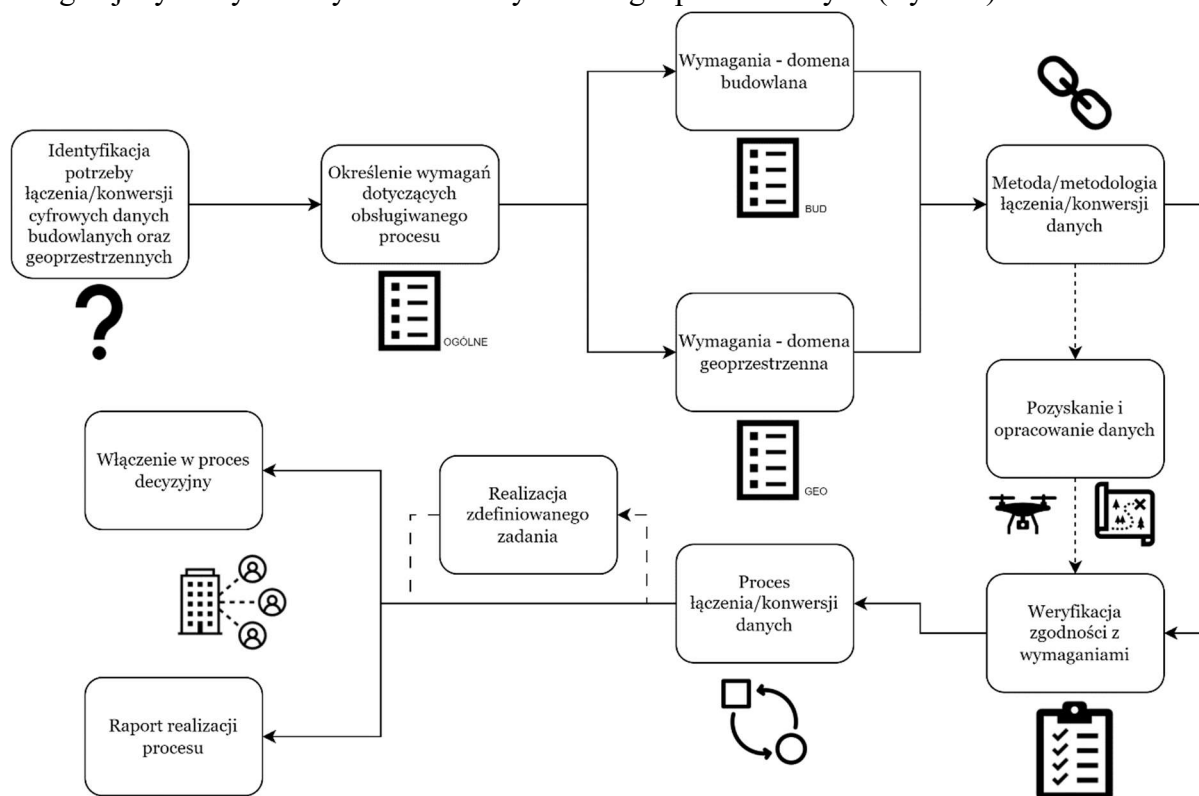 Identyfikacja
potrzeby
łączenia/konwersji
cyfrowych danych
budowlanych oraz
geoprzestrzennych
Określenie wymagań
dotyczących
obsługiwanego
procesu
OGÓLNE
Wymagania - domena
budowlana
BUD
Wymagania - domena
geoprzestrzenna
GEO
Metoda/metodologia
łączenia/konwersji
danych
Pozyskanie i
opracowanie danych
Weryfikacja
zgodności z
wymaganiami
Proces
łączenia/konwersji
danych
Realizacja
zdefiniowanego
zadania
Włączenie w proces
decyzyjny
Raport realizacji
procesu